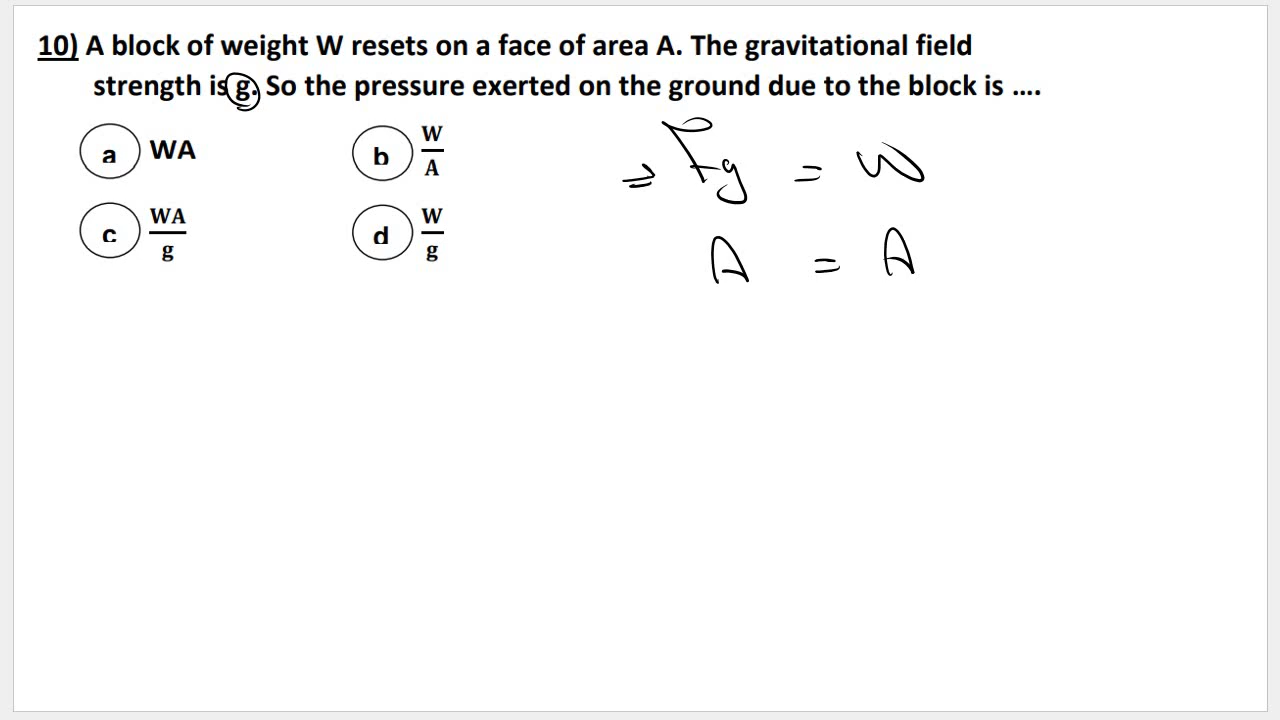 10) A block of weight W resets on a face of area A. The gravitational field
strength is g. So the pressure exerted on the ground due to the block is ....
a WA
b W/A
c WA/g
d W/g
⇒ Fg = W
A = A